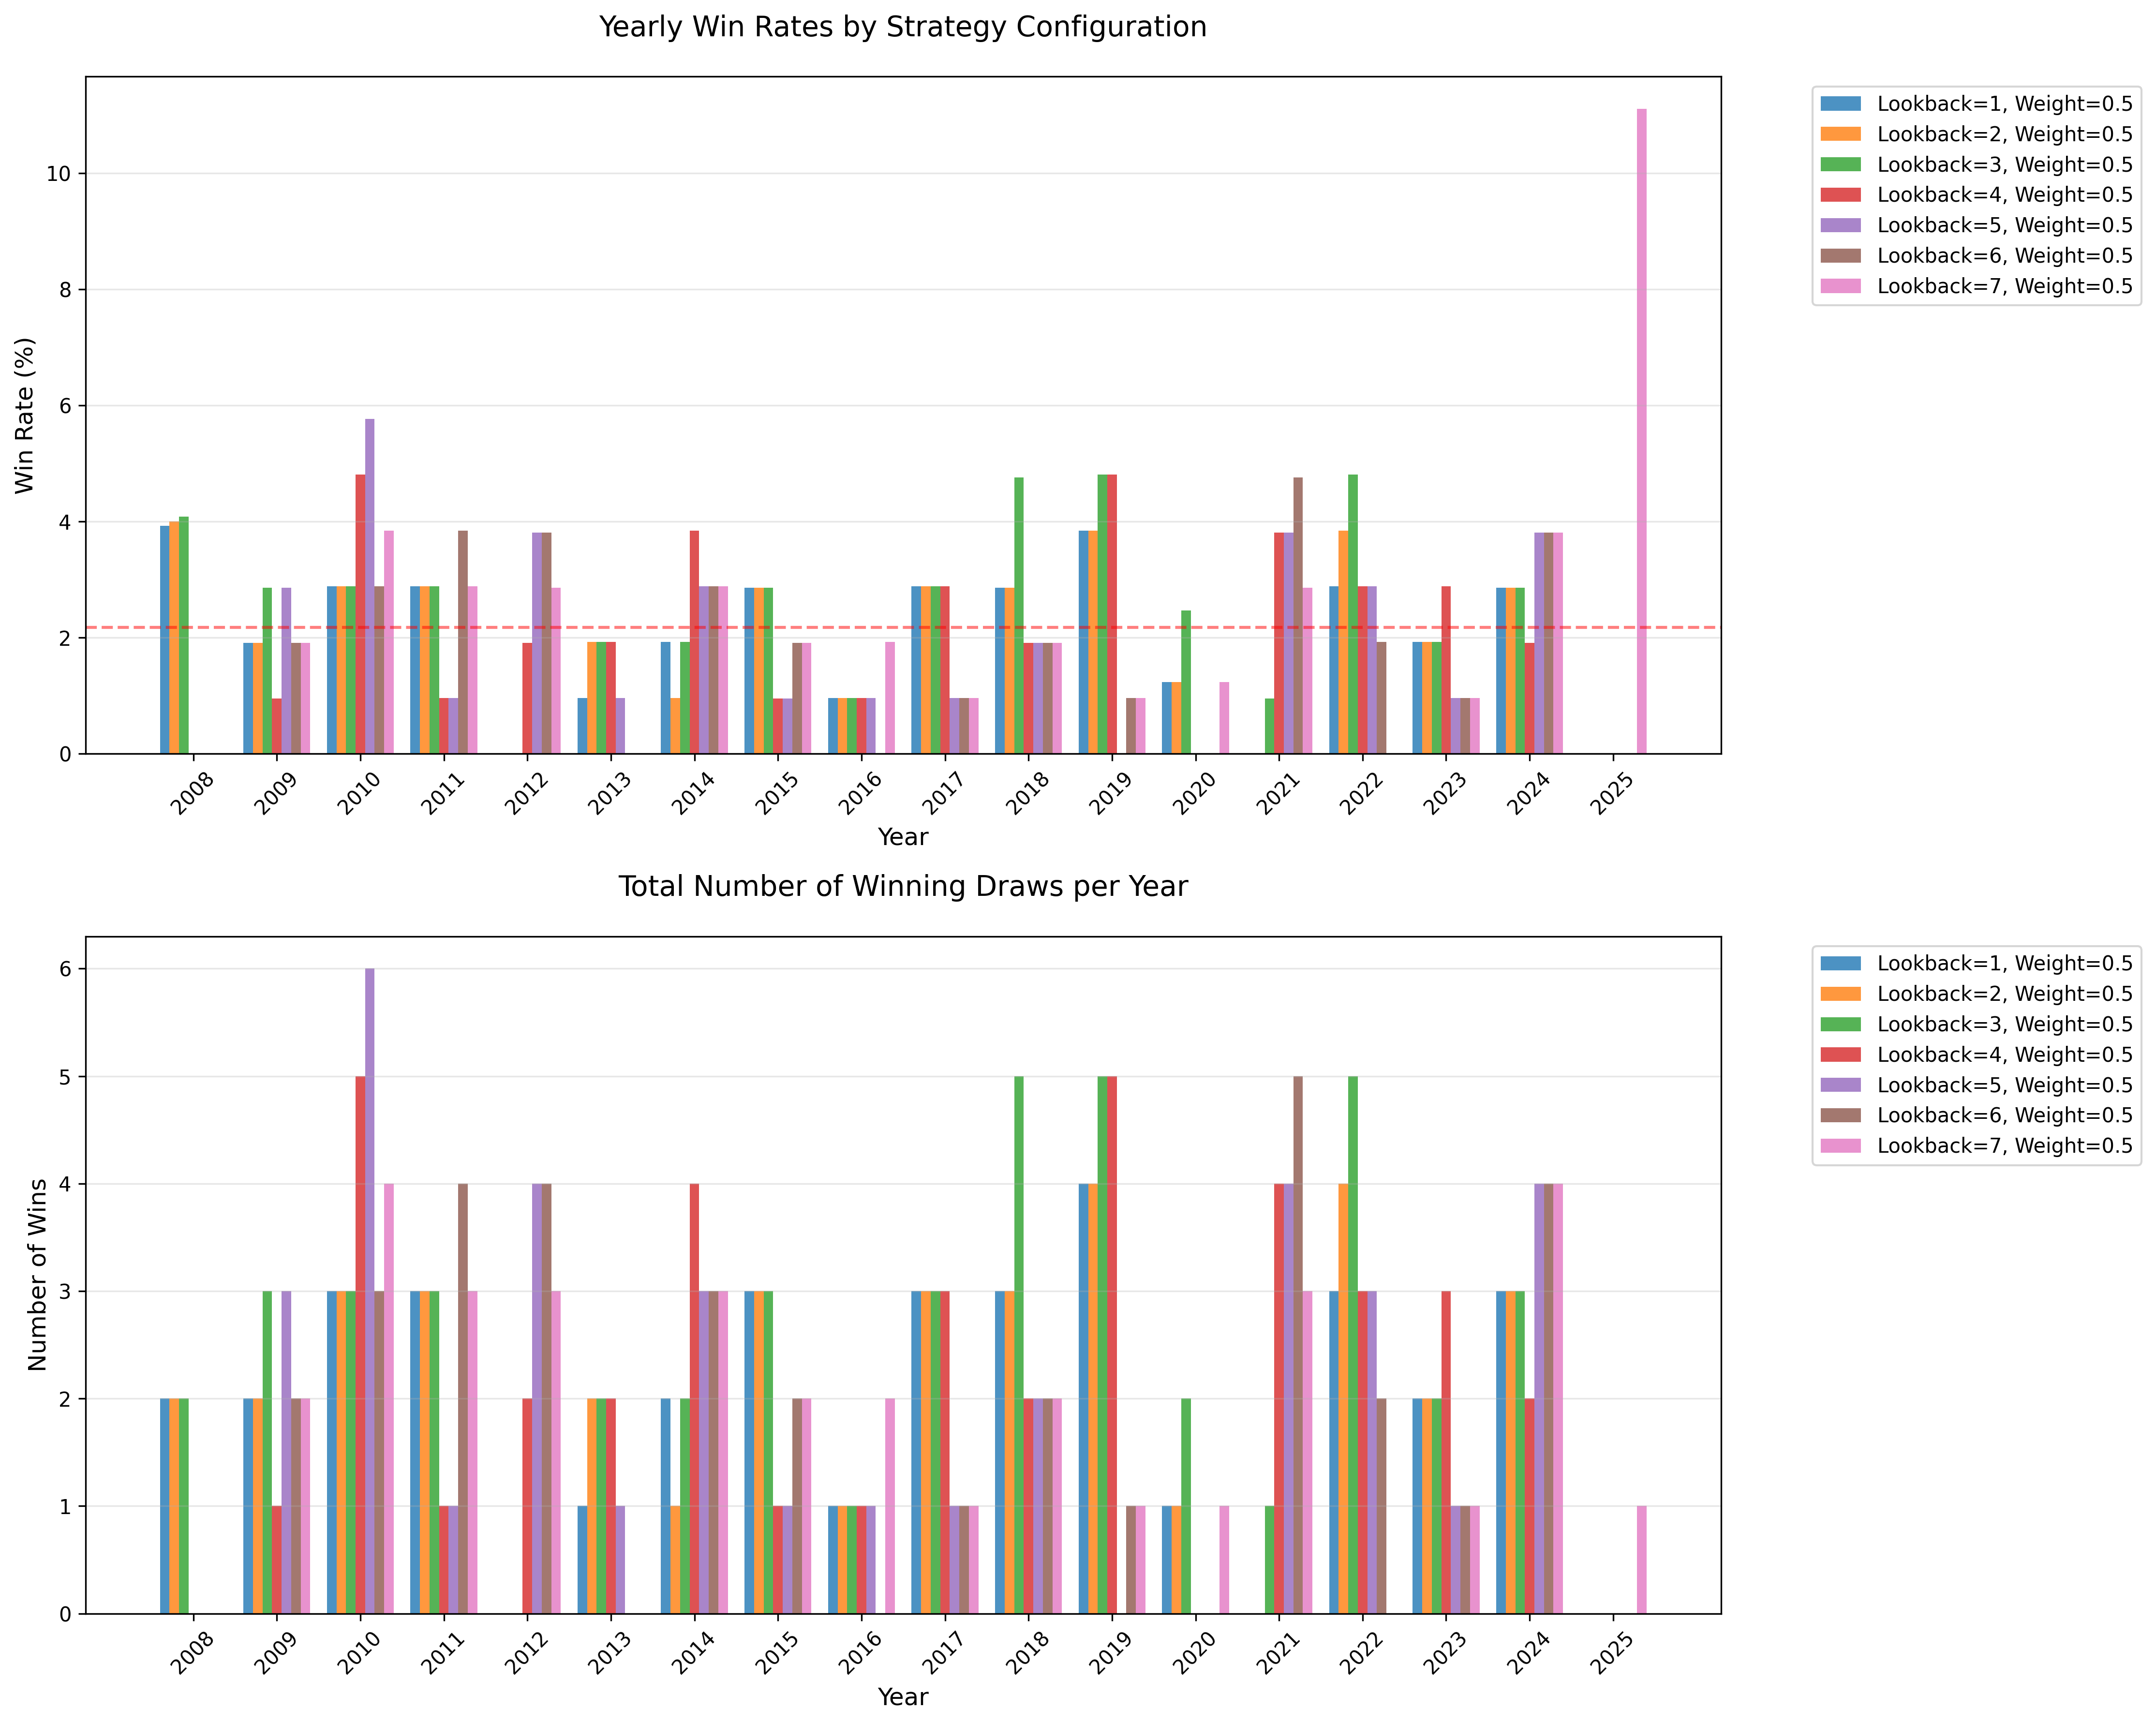 Yearly Win Rates by Strategy Configuration
Win Rate (%)
10
8
6
4
2
0
2008 2009 2010 2011 2012 2013 2014 2015 2016 2017 2018 2019 2020 2021 2022 2023 2024 2025
Year
Lookback=1, Weight=0.5
Lookback=2, Weight=0.5
Lookback=3, Weight=0.5
Lookback=4, Weight=0.5
Lookback=5, Weight=0.5
Lookback=6, Weight=0.5
Lookback=7, Weight=0.5
Total Number of Winning Draws per Year
Number of Wins
6
5
4
3
2
1
0
2008 2009 2010 2011 2012 2013 2014 2015 2016 2017 2018 2019 2020 2021 2022 2023 2024 2025
Year
Lookback=1, Weight=0.5
Lookback=2, Weight=0.5
Lookback=3, Weight=0.5
Lookback=4, Weight=0.5
Lookback=5, Weight=0.5
Lookback=6, Weight=0.5
Lookback=7, Weight=0.5